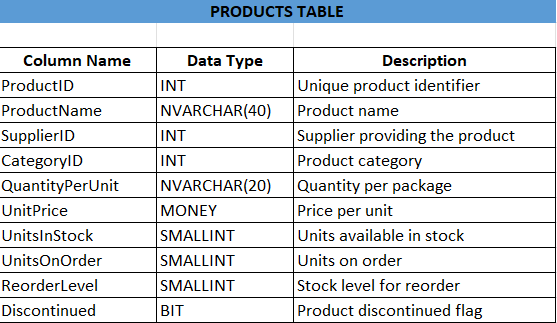 PRODUCTS TABLE
Column Name Data Type Description
ProductID INT Unique product identifier
ProductName NVARCHAR(40) Product name
SupplierID INT Supplier providing the product
CategoryID INT Product category
QuantityPerUnit NVARCHAR(20) Quantity per package
UnitPrice MONEY Price per unit
UnitsInStock SMALLINT Units available in stock
UnitsOnOrder SMALLINT Units on order
ReorderLevel SMALLINT Stock level for reorder
Discontinued BIT Product discontinued flag